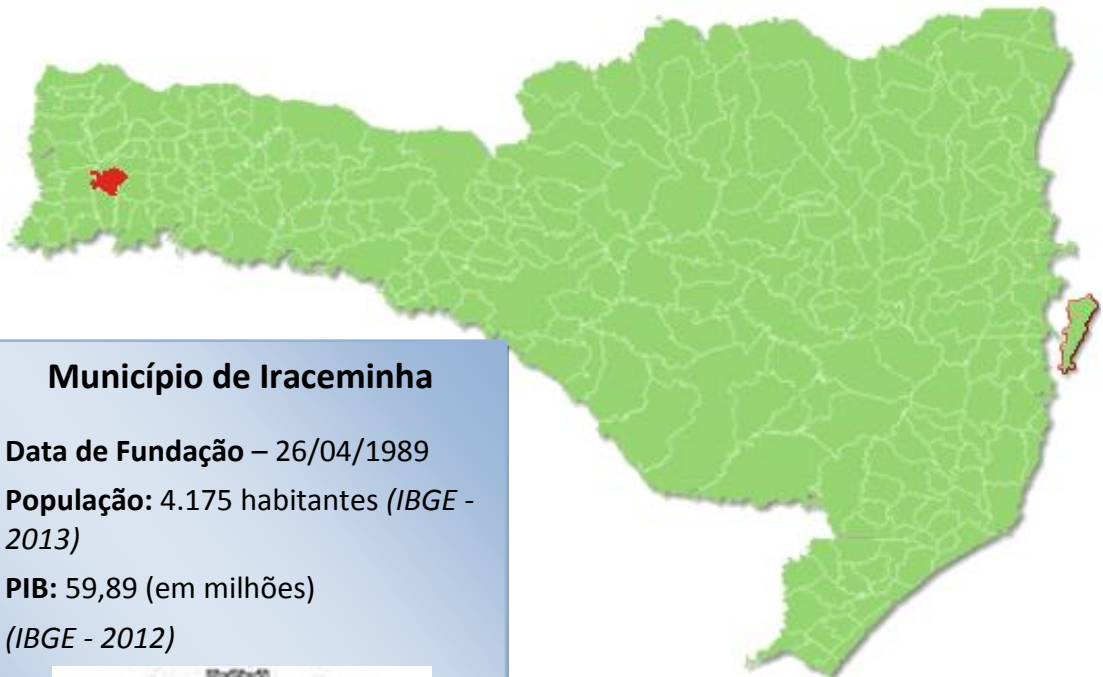 Município de Iraceminha
Data de Fundação – 26/04/1989
População: 4.175 habitantes (IBGE -
2013)
PIB: 59,89 (em milhões)
(IBGE - 2012)